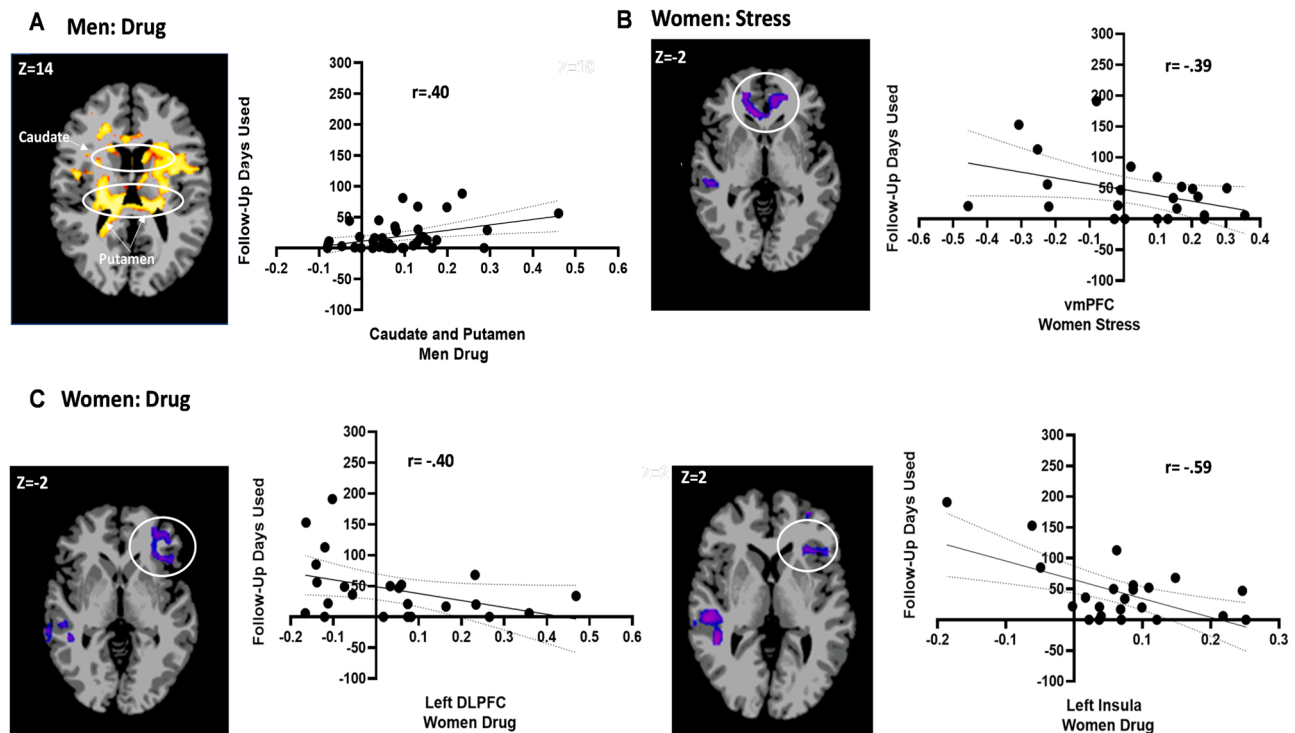 A Men: Drug
Z=14
Caudate
Putamen
Follow-Up Days Used
300
250
200
150
100
50
0
-50
-100
-0.2 -0.1 0.0 0.1 0.2 0.3 0.4 0.5 0.6
r=.40
Caudate and Putamen
Men Drug
B Women: Stress
Z=-2
Follow-Up Days Used
300
250
200
150
100
50
0
-50
-100
-0.6 -0.5 -0.4 -0.3 -0.2 -0.1 0.0 0.1 0.2 0.3 0.4
r= -.39
vmPFC
Women Stress
C Women: Drug
Z=-2
Follow-Up Days Used
300
250
200
150
100
50
0
-50
-100
-0.2 -0.1 0.0 0.1 0.2 0.3 0.4 0.5 0.6
r= -.40
Left DLPFC
Women Drug
Z=2
Follow-Up Days Used
300
250
200
150
100
50
0
-50
-100
-0.2 -0.1 0.0 0.1 0.2 0.3
r= -.59
Left Insula
Women Drug